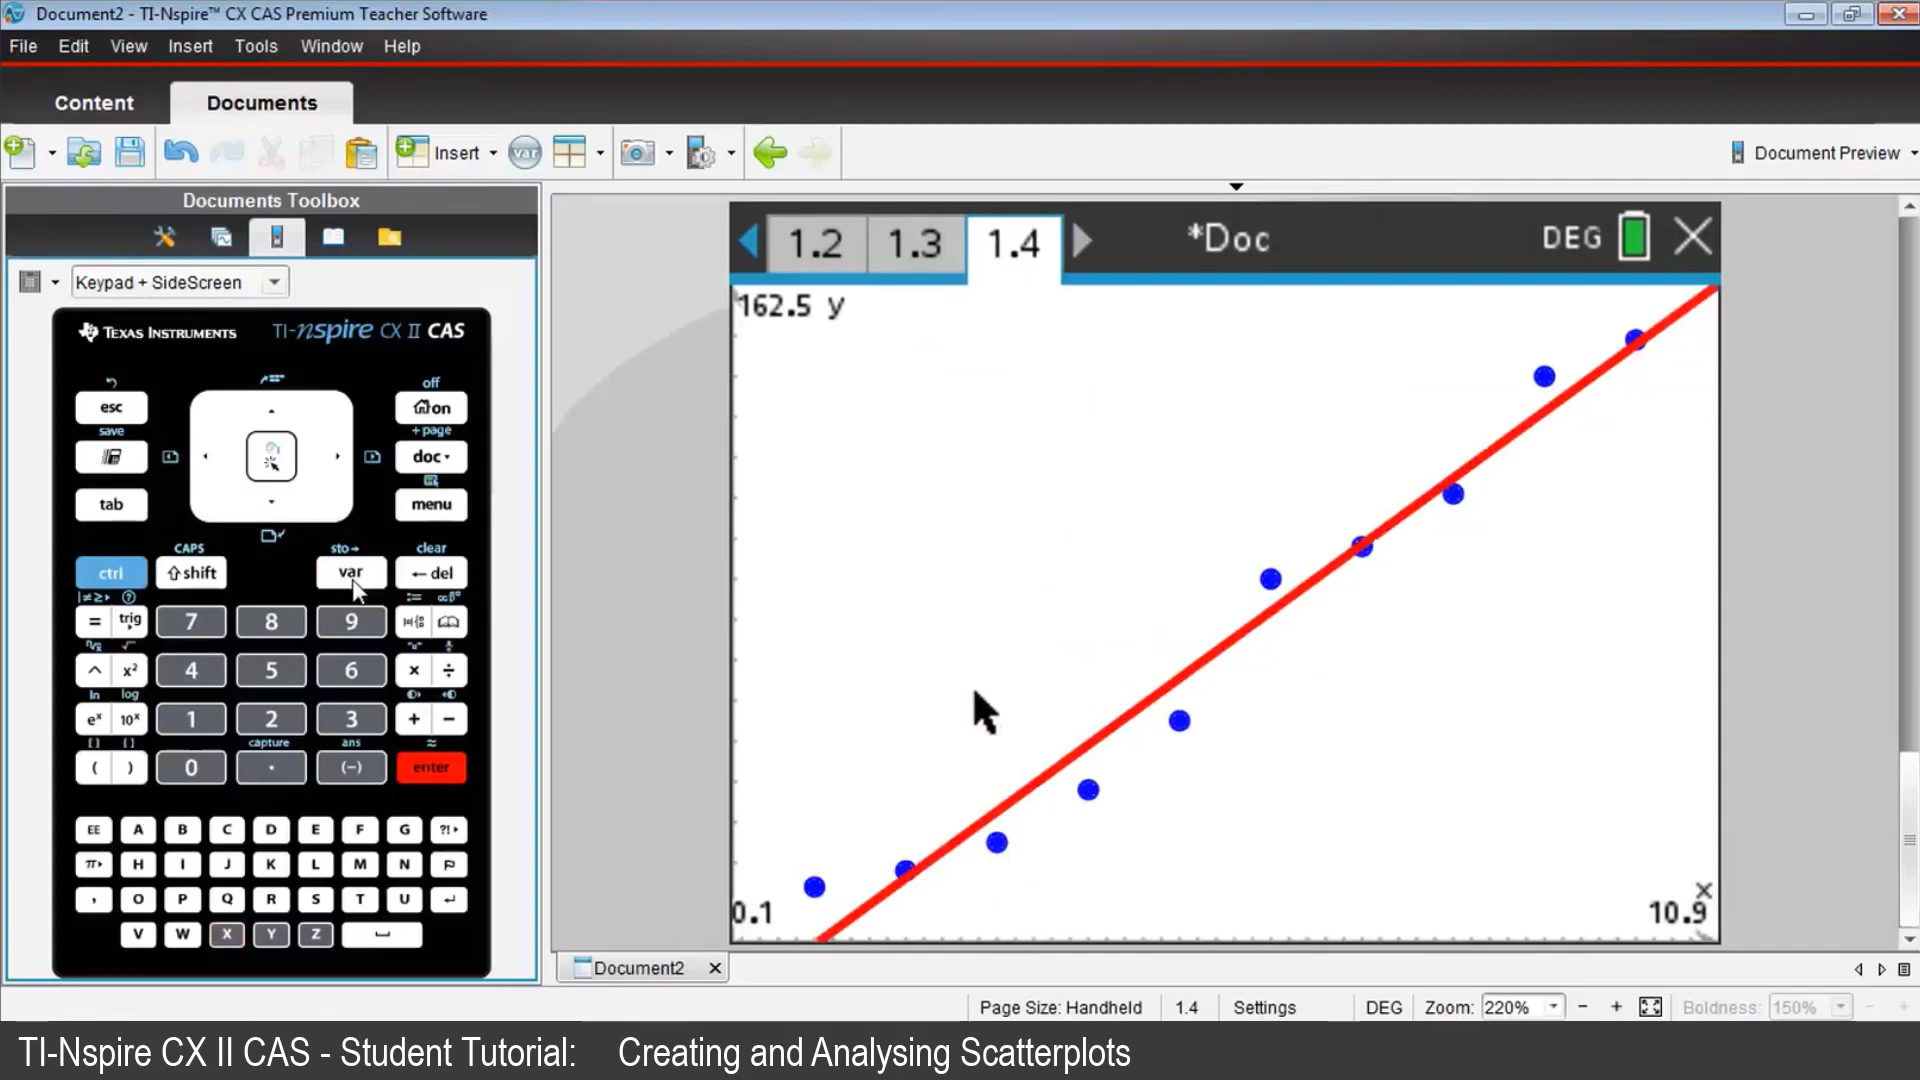 Document2 - TI-Nspire™ CX CAS Premium Teacher Software
File Edit View Insert Tools Window Help
Content Documents
Insert var Document Preview
Documents Toolbox
Keypad + SideScreen
TEXAS INSTRUMENTS TI-nspire CX II CAS
off
esc on
save + page
doc
tab menu
CAPS sto→ clear
ctrl shift var ← del
= trig 7 8 9
^ x² 4 5 6 × ÷
ln log
eˣ 10ˣ 1 2 3 + −
capture ans
( ) 0 . (−) enter
EE A B C D E F G ?!
π H I J K L M N
, O P Q R S T U
V W X Y Z
1.2 1.3 1.4 *Doc DEG
162.5 y
x
0.1 10.9
Document2
Page Size: Handheld 1.4 Settings DEG Zoom: 220% − + Boldness: 150% − +
TI-Nspire CX II CAS - Student Tutorial: Creating and Analysing Scatterplots